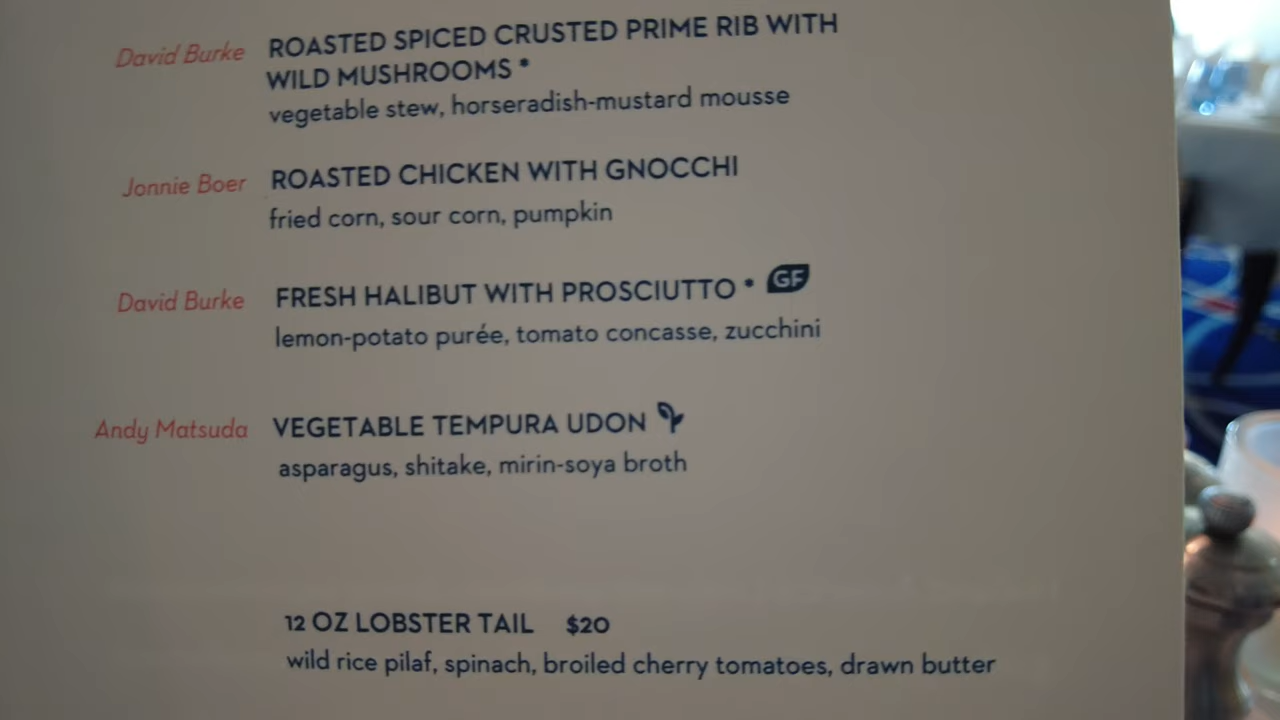 David Burke ROASTED SPICED CRUSTED PRIME RIB WITH
WILD MUSHROOMS *
vegetable stew, horseradish-mustard mousse
Jonnie Boer ROASTED CHICKEN WITH GNOCCHI
fried corn, sour corn, pumpkin
David Burke FRESH HALIBUT WITH PROSCIUTTO * GF
lemon-potato purée, tomato concasse, zucchini
Andy Matsuda VEGETABLE TEMPURA UDON
asparagus, shitake, mirin-soya broth
12 OZ LOBSTER TAIL $20
wild rice pilaf, spinach, broiled cherry tomatoes, drawn butter